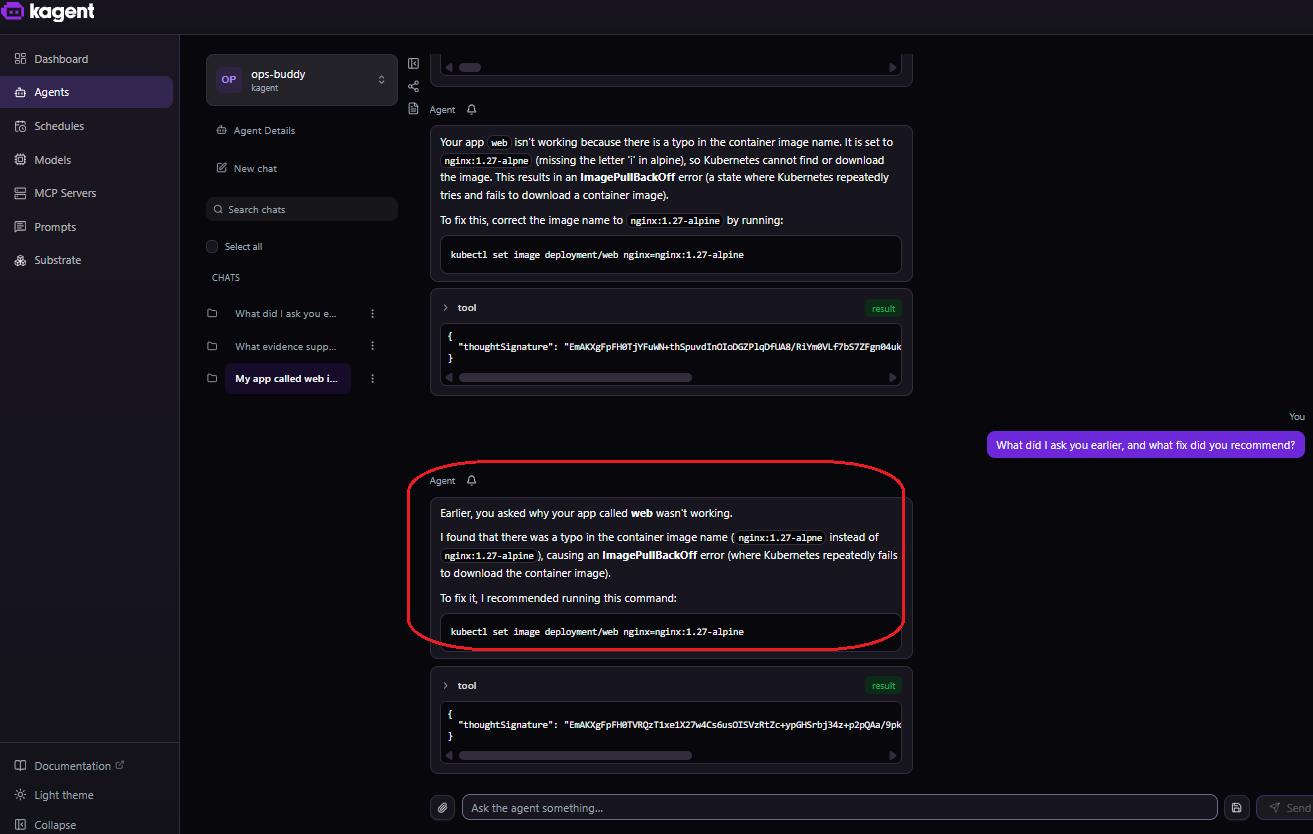 kagent
Dashboard
Agents
Schedules
Models
MCP Servers
Prompts
Substrate
Documentation
Light theme
Collapse
OP
ops-buddy
kagent
Agent Details
New chat
Search chats
Select all
CHATS
What did I ask you e...
What evidence supp...
My app called web i...
Agent
Your app web isn't working because there is a typo in the container image name. It is set to
nginx:1.27-alpne (missing the letter 'i' in alpine), so Kubernetes cannot find or download
the image. This results in an ImagePullBackOff error (a state where Kubernetes repeatedly
tries and fails to download a container image).
To fix this, correct the image name to nginx:1.27-alpine by running:
kubectl set image deployment/web nginx=nginx:1.27-alpine
tool
result
{
"thoughtSignature": "EmAKXgFpFH0TjYFuWN+thSpuvdInOIoDGZPlqDfUA8/RiYm0VLf7bS7ZFgn04uk
}
You
What did I ask you earlier, and what fix did you recommend?
Agent
Earlier, you asked why your app called web wasn't working.
I found that there was a typo in the container image name ( nginx:1.27-alpne instead of
nginx:1.27-alpine ), causing an ImagePullBackOff error (where Kubernetes repeatedly fails
to download the container image).
To fix it, I recommended running this command:
kubectl set image deployment/web nginx=nginx:1.27-alpine
tool
result
{
"thoughtSignature": "EmAKXgFpFH0TVRQzT1xe1X27w4Cs6usOISVzRtZc+ypGHSrbj34z+p2pQAa/9pk
}
Ask the agent something...
Send